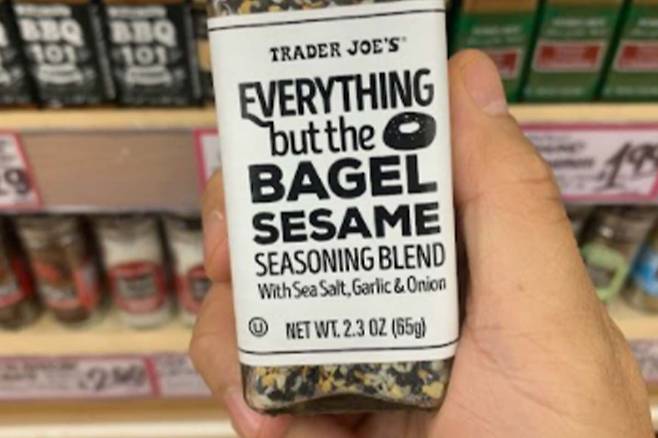 TRADER JOE'S
EVERYTHING
but the
BAGEL
SESAME
SEASONING BLEND
With Sea Salt, Garlic & Onion
U
NET WT. 2.3 OZ (65g)
BBQ
101
BBQ
101